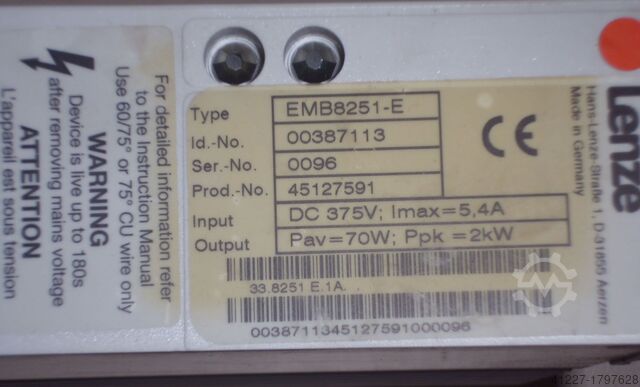 For detailed information refer
to the Instruction Manual
Use 60/75° or 75° CU wire only
WARNING
Device is live up to 180s
after removing mains voltage
ATTENTION
L'appareil est sous tension
Type EMB8251-E
Id.-No. 00387113
Ser.-No. 0096
Prod.-No. 45127591
Input DC 375V; Imax=5,4A
Output Pav=70W; Ppk =2kW
CE
33.8251 E.1A.
00387113451275910000096
Lenze
Hans-Lenze-Straße 1, D-31855 Aerzen
Made in Germany
11227-1797628